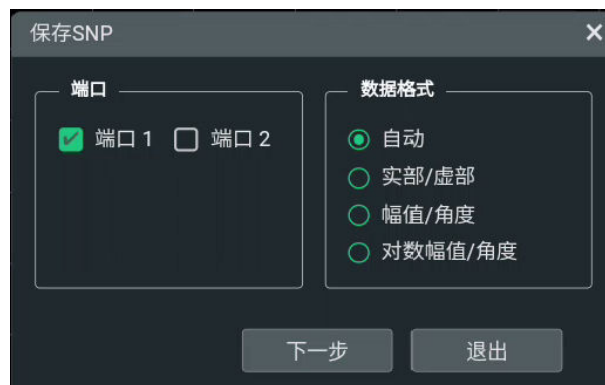 保存SNP
端口
端口 1 端口 2
数据格式
自动
实部/虚部
幅值/角度
对数幅值/角度
下一步 退出